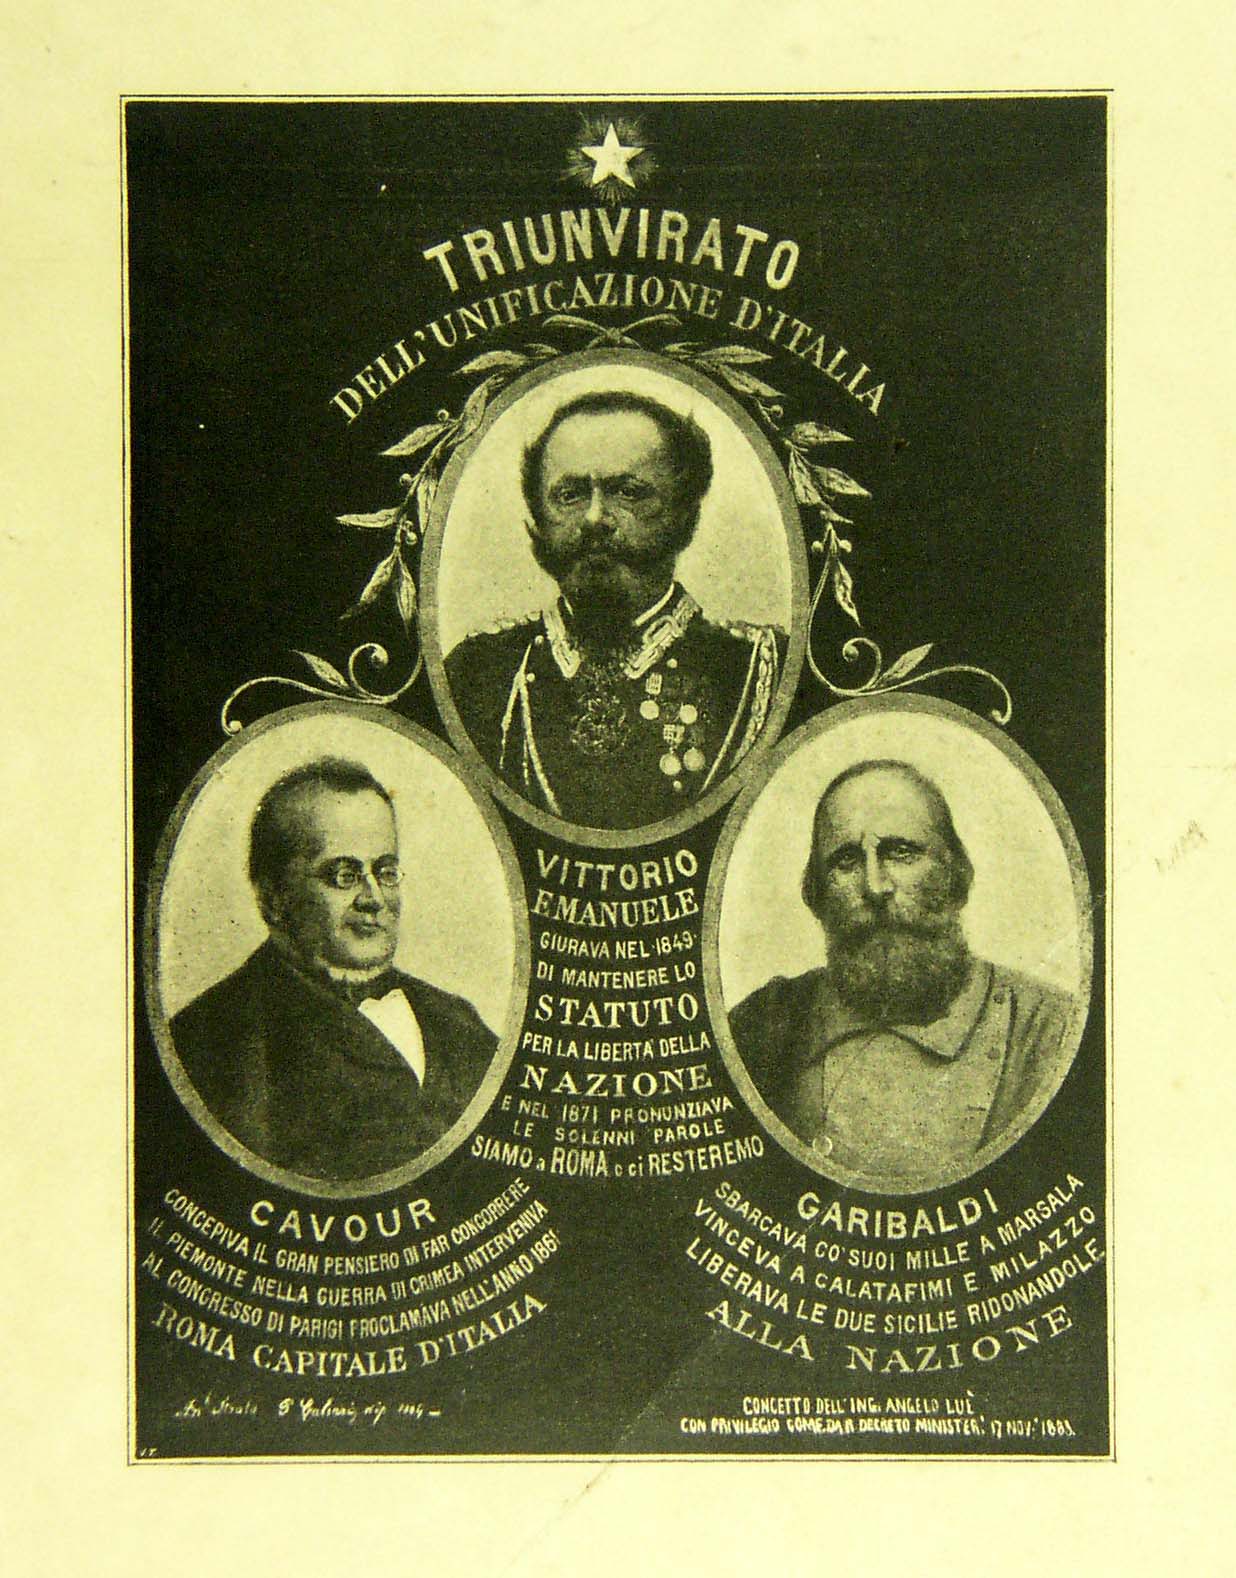 TRIUNVIRATO
DELL'UNIFICAZIONE D'ITALIA
VITTORIO
EMANUELE
GIURAVA NEL 1849
DI MANTENERE LO
STATUTO
PER LA LIBERTA' DELLA
NAZIONE
E NEL 1871 PRONUNZIAVA
LE SOLENNI PAROLE
SIAMO a ROMA e ci RESTEREMO
CAVOUR
CONCEPIVA IL GRAN PENSIERO DI FAR CONCORRERE
IL PIEMONTE NELLA GUERRA DI CRIMEA INTERVENIVA
AL CONGRESSO DI PARIGI PROCLAMAVA NELL'ANNO 1861
ROMA CAPITALE D'ITALIA
GARIBALDI
SBARCAVA CO' SUOI MILLE A MARSALA
VINCEVA A CALATAFIMI E MILAZZO
LIBERAVA LE DUE SICILIE RIDONANDOLE
ALLA NAZIONE
CONCETTO DELL'ING: ANGELO LUÈ
CON PRIVILEGIO COME DA R DECRETO MINISTER: 17 NOV: 1883.